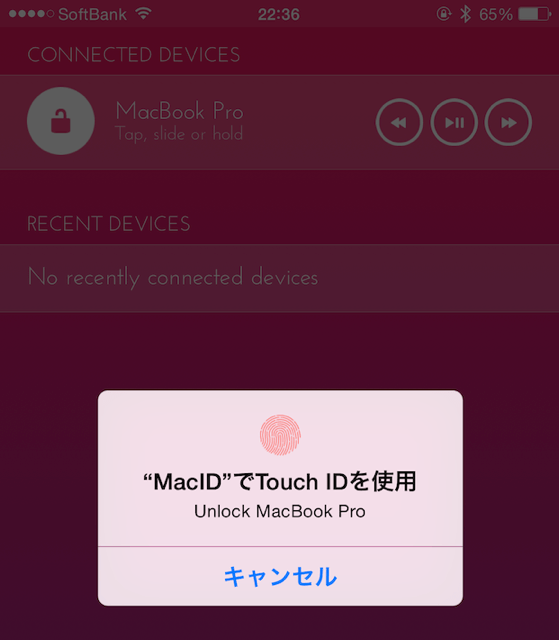 SoftBank 22:36 65%
CONNECTED DEVICES
MacBook Pro
Tap, slide or hold
RECENT DEVICES
No recently connected devices
“MacID”でTouch IDを使用
Unlock MacBook Pro
キャンセル